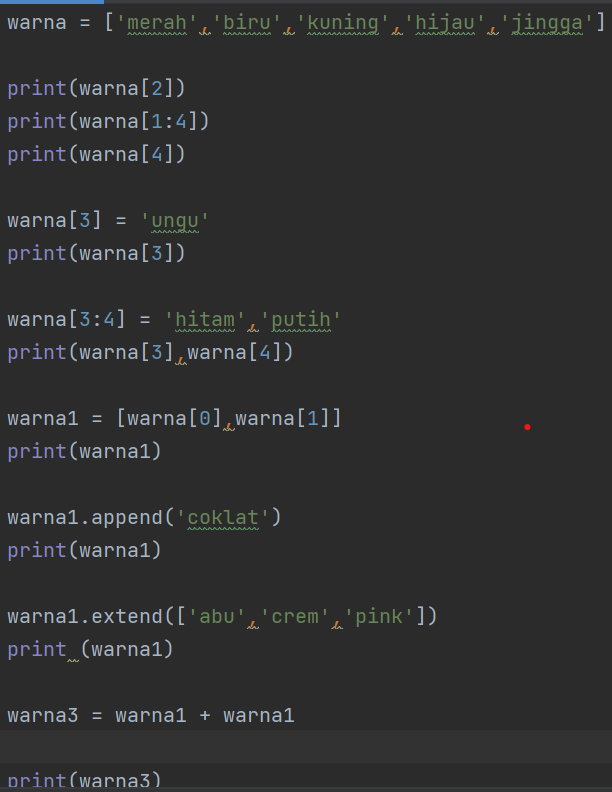 warna = ['merah','biru','kuning','hijau','jingga']
print(warna[2])
print(warna[1:4])
print(warna[4])
warna[3] = 'ungu'
print(warna[3])
warna[3:4] = 'hitam','putih'
print(warna[3],warna[4])
warna1 = [warna[0],warna[1]]
print(warna1)
warna1.append('coklat')
print(warna1)
warna1.extend(['abu','crem','pink'])
print (warna1)
warna3 = warna1 + warna1
print(warna3)